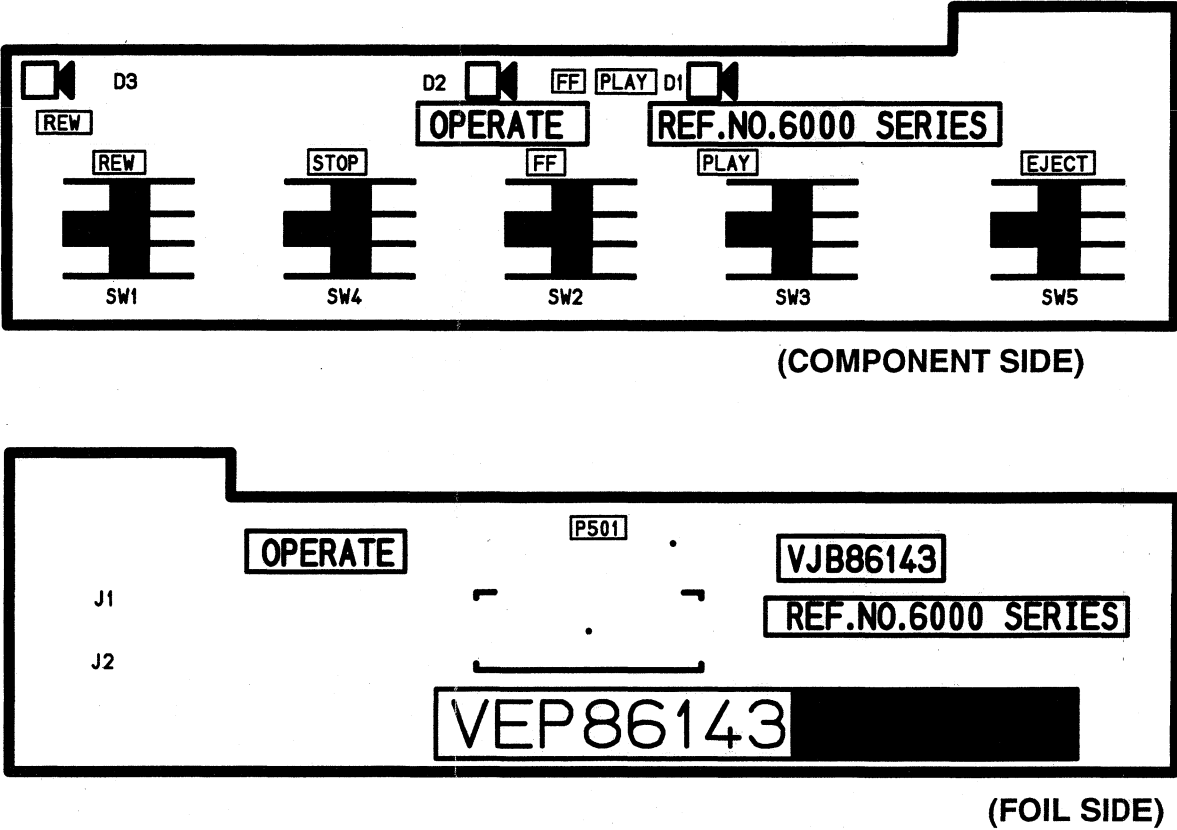 D3 D2 FF PLAY D1
REW OPERATE REF.NO.6000 SERIES
REW STOP FF PLAY EJECT
SW1 SW4 SW2 SW3 SW5
(COMPONENT SIDE)
P501
OPERATE VJB86143
J1 REF.NO.6000 SERIES
J2
VEP86143
(FOIL SIDE)